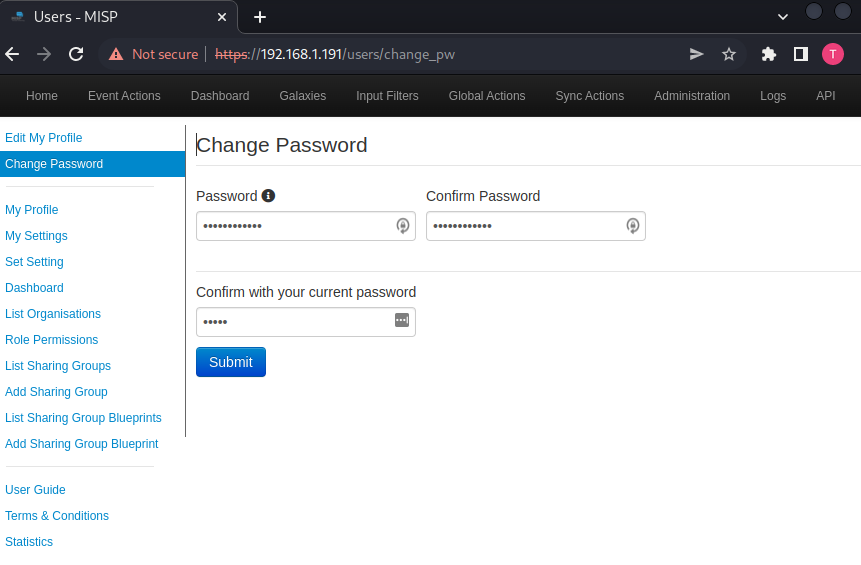 Users - MISP
Not secure https://192.168.1.191/users/change_pw
T
Home Event Actions Dashboard Galaxies Input Filters Global Actions Sync Actions Administration Logs API
Edit My Profile
Change Password
My Profile
My Settings
Set Setting
Dashboard
List Organisations
Role Permissions
List Sharing Groups
Add Sharing Group
List Sharing Group Blueprints
Add Sharing Group Blueprint
User Guide
Terms & Conditions
Statistics
Change Password
Password Confirm Password
•••••••••••• ••••••••••••
Confirm with your current password
•••••
Submit